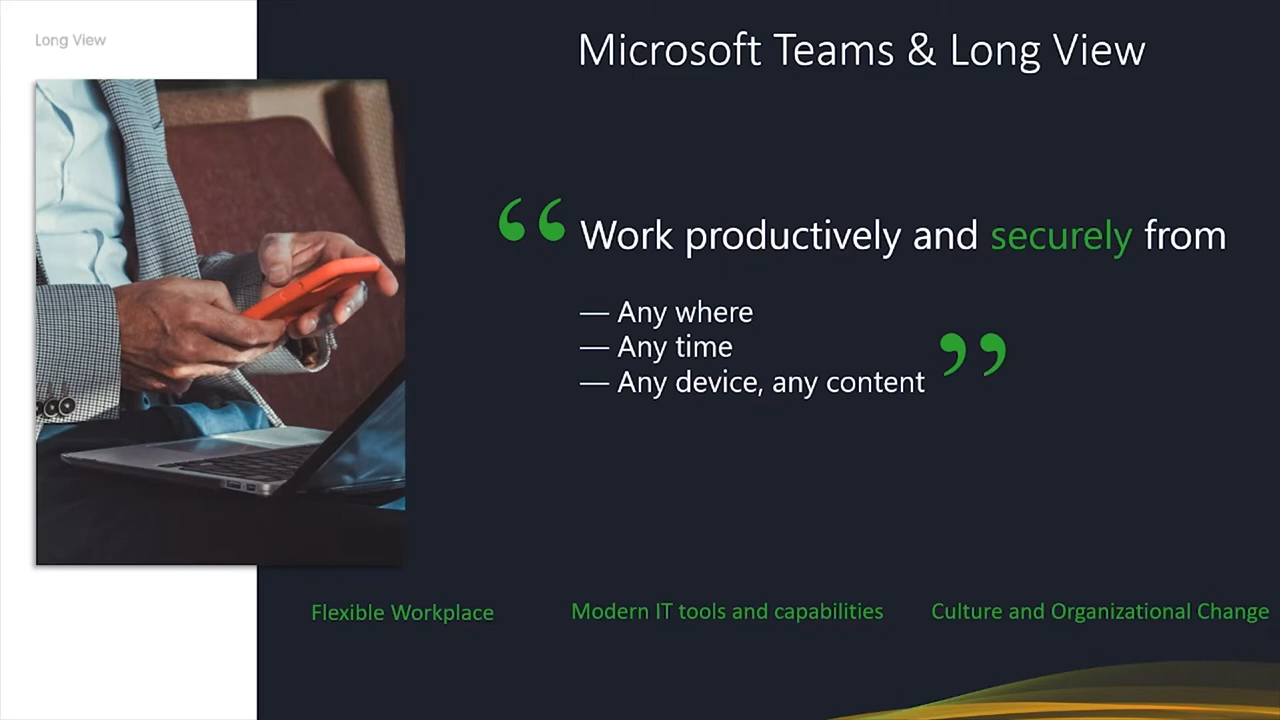 Long View
Microsoft Teams & Long View
“ Work productively and securely from
— Any where
— Any time
— Any device, any content ”
Flexible Workplace
Modern IT tools and capabilities
Culture and Organizational Change